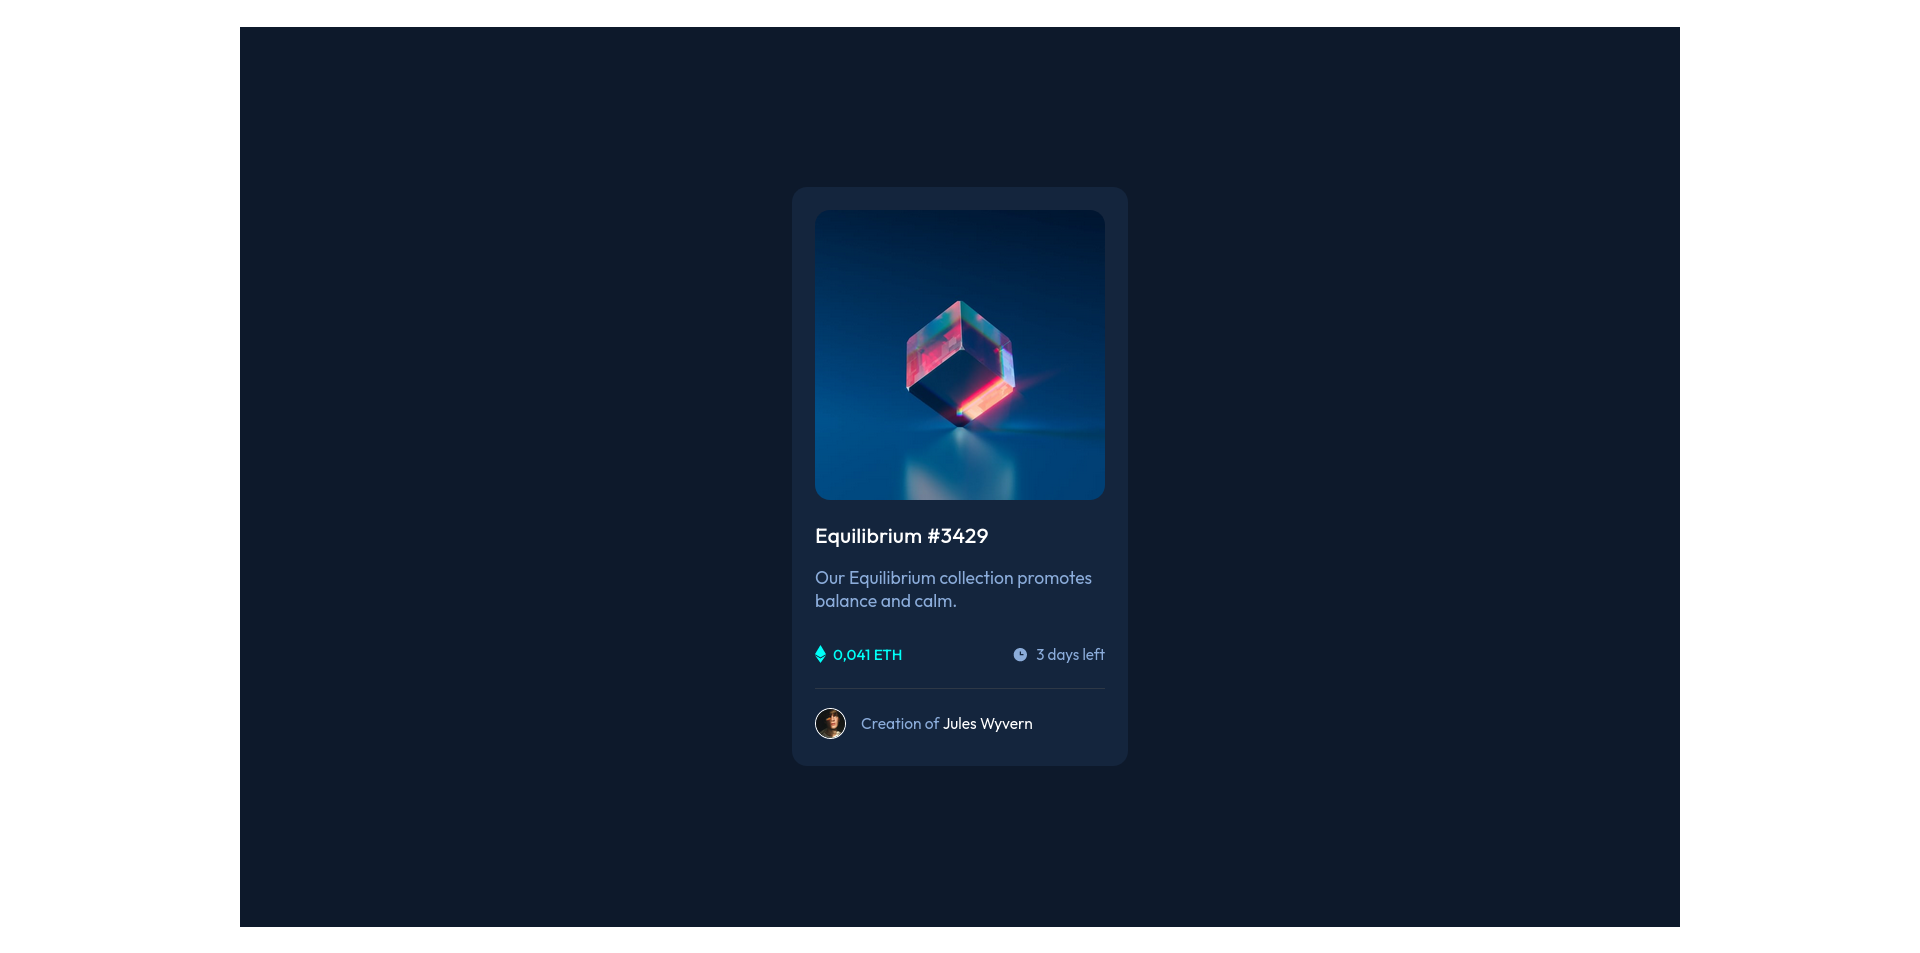 Equilibrium #3429
Our Equilibrium collection promotes
balance and calm.
0,041 ETH
3 days left
Creation of Jules Wyvern